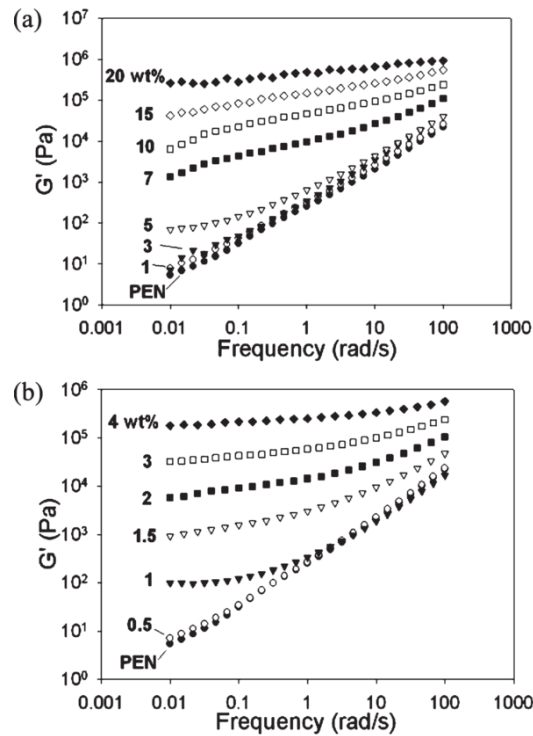 (a)
10⁷
10⁶
10⁵
10⁴
10³
10²
10¹
10⁰
G' (Pa)
20 wt%
15
10
7
5
3
1
PEN
0.001 0.01 0.1 1 10 100 1000
Frequency (rad/s)
(b)
10⁶
10⁵
10⁴
10³
10²
10¹
10⁰
G' (Pa)
4 wt%
3
2
1.5
1
0.5
PEN
0.001 0.01 0.1 1 10 100 1000
Frequency (rad/s)